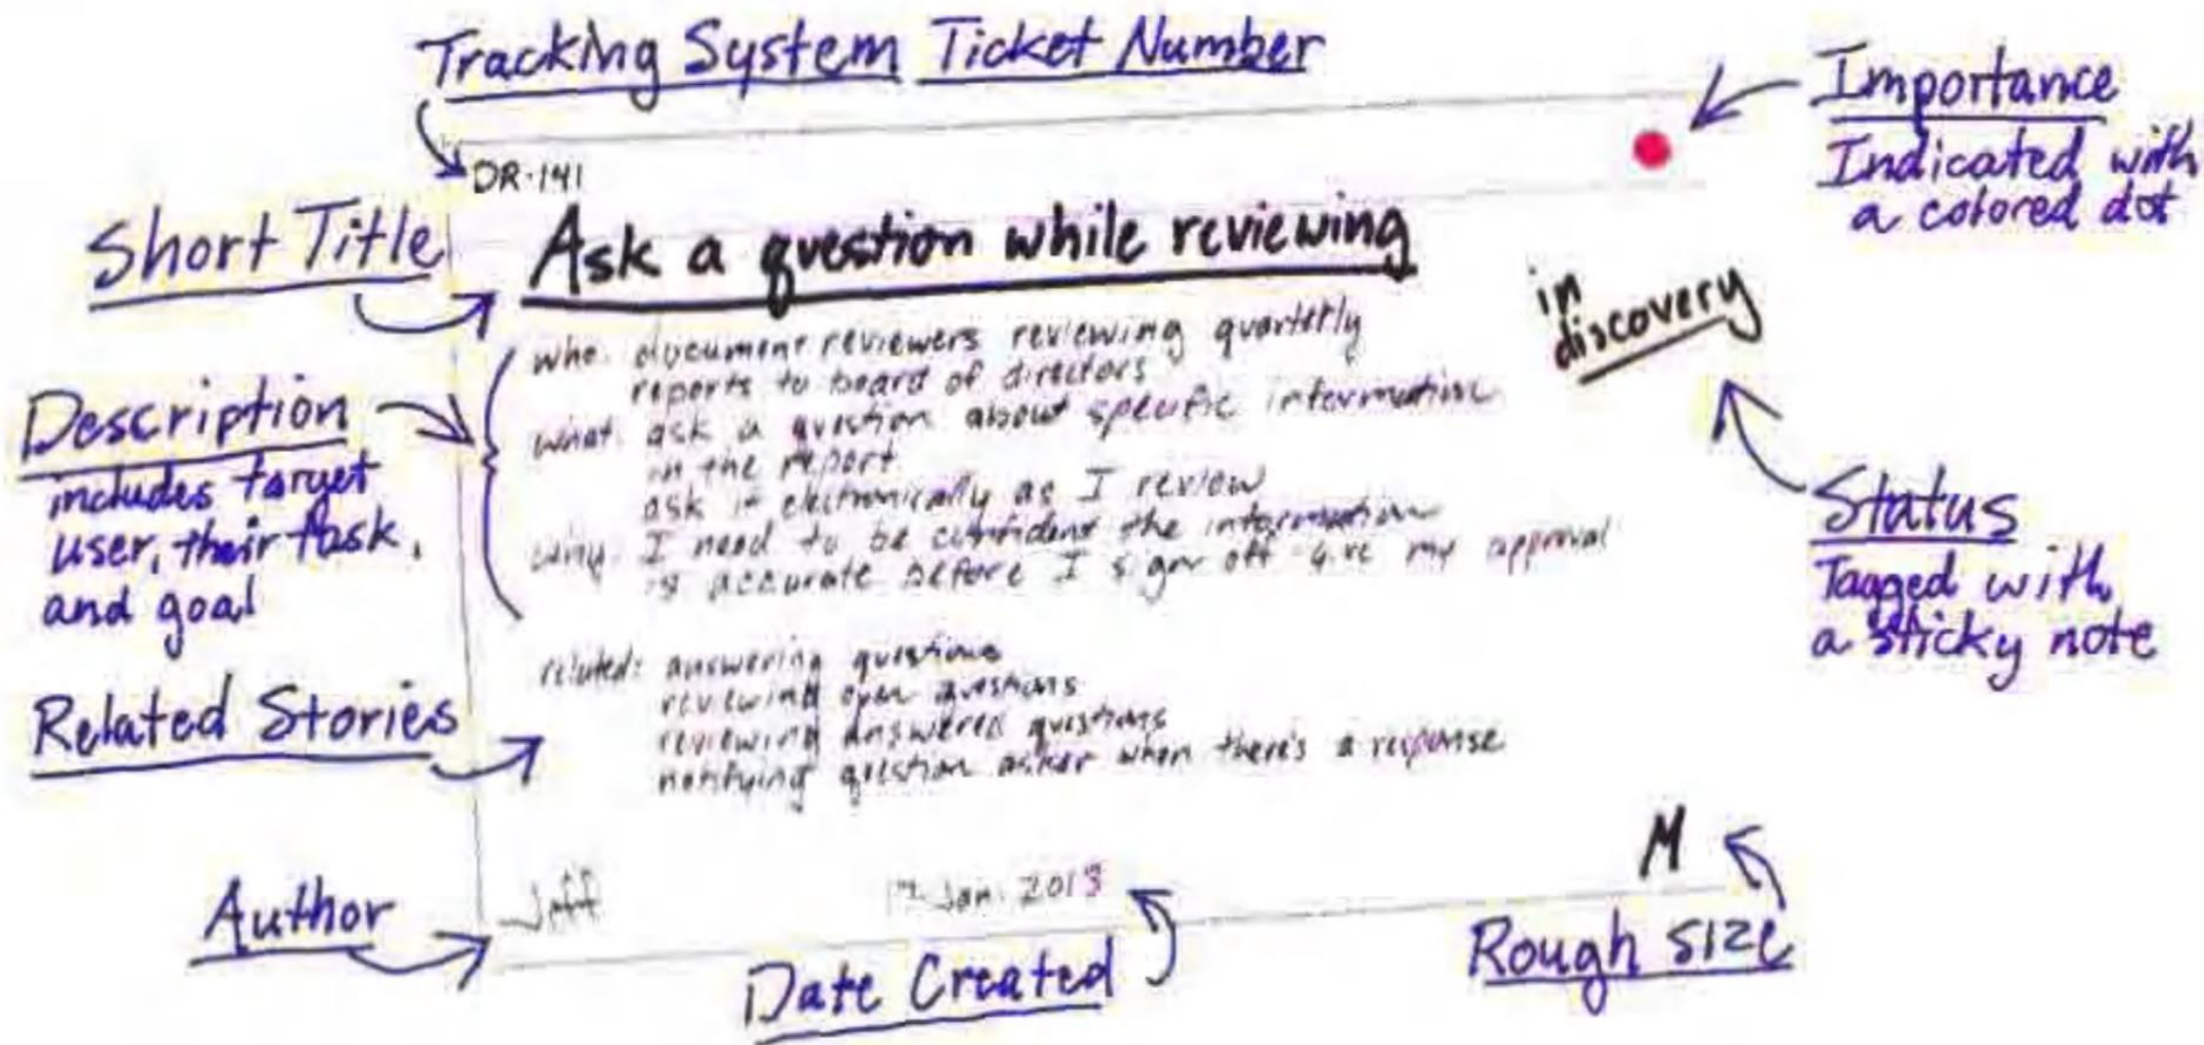 Tracking System Ticket Number
DR-141
Importance
Indicated with
a colored dot
Short Title
Ask a question while reviewing
in
discovery
Description
includes target
user, their task,
and goal
who: document reviewers reviewing quarterly
reports to board of directors
what: ask a question about specific information
in the report
ask it electronically as I review
why: I need to be confident the information
is accurate before I sign off give my approval
Status
Tagged with
a sticky note
Related Stories
related: answering questions
reviewing open questions
reviewing answered questions
notifying question asker when there's a response
Author
Jeff
Jan. 2013
Date Created
M
Rough size